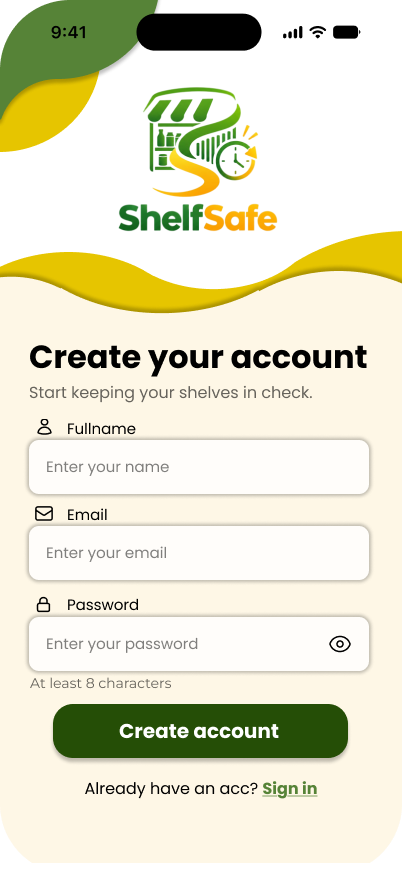 9:41
ShelfSafe
Create your account
Start keeping your shelves in check.
Fullname
Enter your name
Email
Enter your email
Password
Enter your password
At least 8 characters
Create account
Already have an acc? Sign in